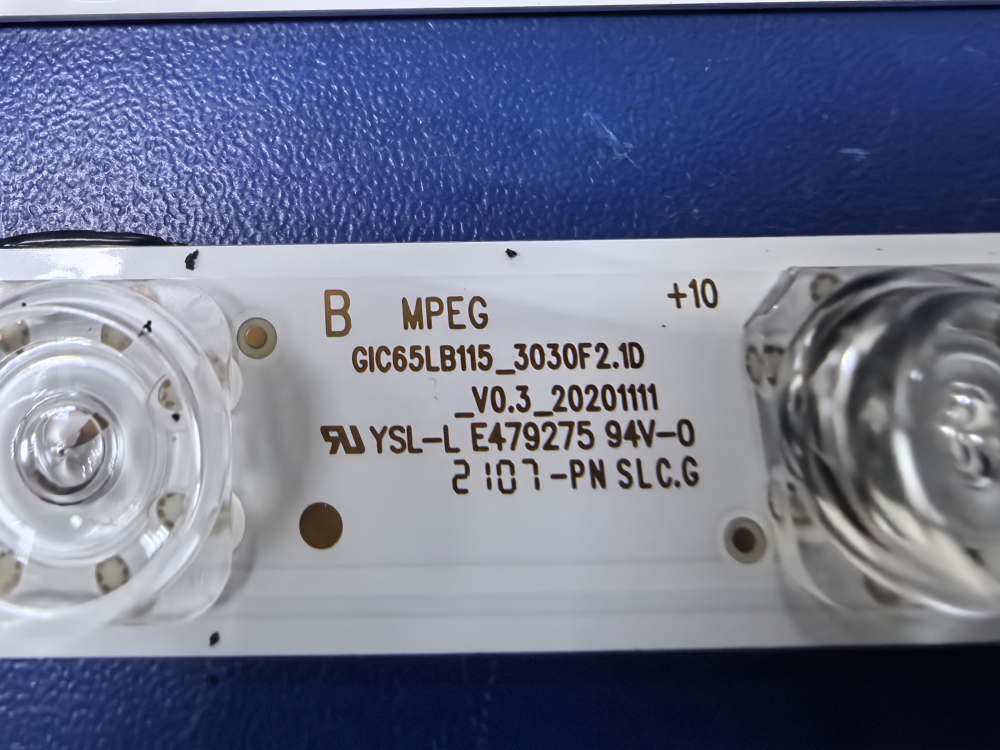 B MPEG +10
GIC65LB115_3030F2.1D
_V0.3_20201111
YSL-L E479275 94V-0
2107-PN SLC.G